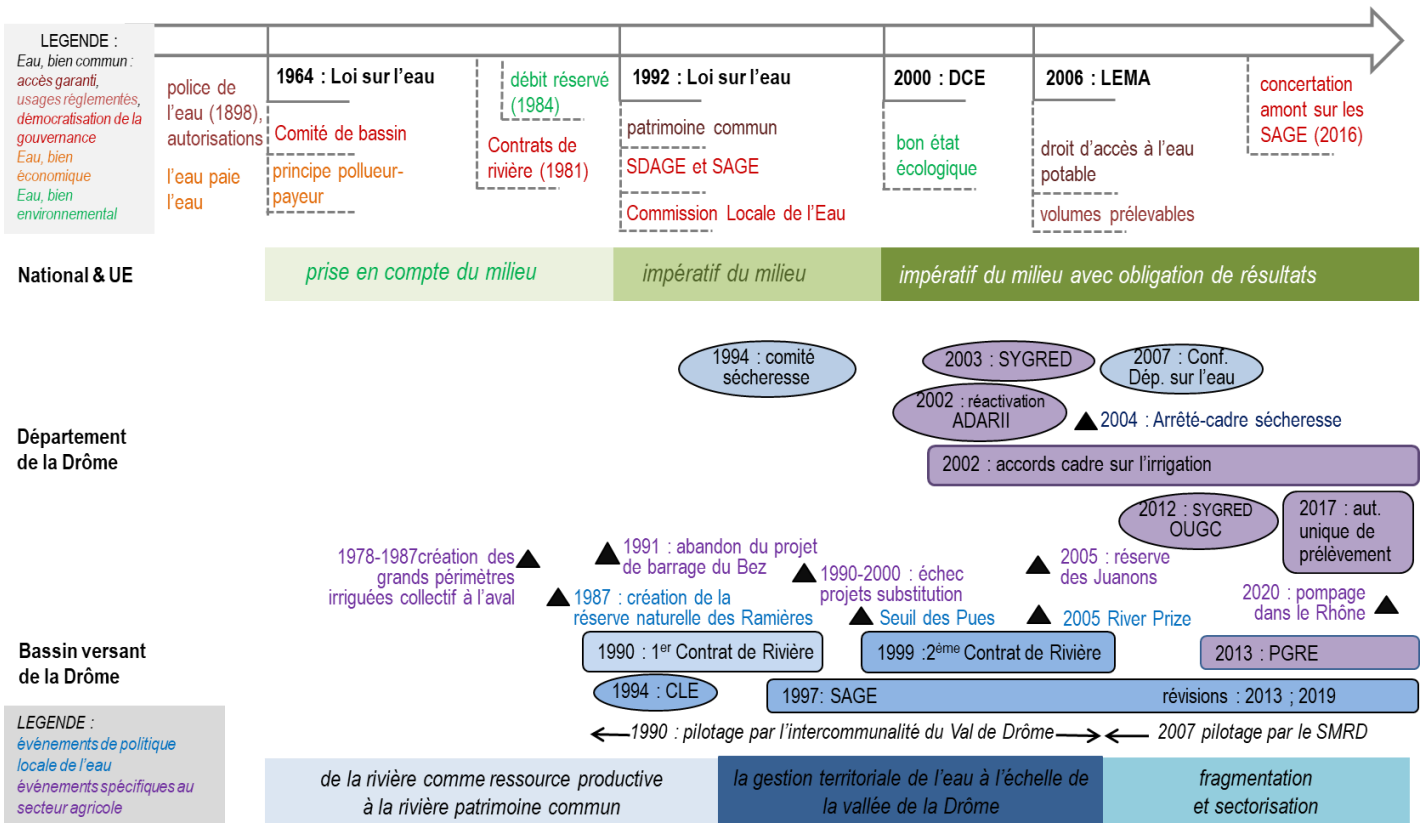 LEGENDE :
Eau, bien commun :
accès garanti,
usages règlementès,
démocratisation de la
gouvernance
Eau, bien
èconomique
Eau, bien
environnemental
police de
l'eau (1898),
autorisations
l'eau paie
l'eau
1964 : Loi sur l'eau
Comité de bassin
principe pollueur-
payeur
débit réservé
(1984)
Contrats de
rivière (1981)
1992 : Loi sur l'eau
patrimoine commun
SDAGE et SAGE
Commission Locale de l'Eau
2000 : DCE
bon état
écologique
2006 : LEMA
droit d'accès à l'eau
potable
volumes prélevables
concertation
amont sur les
SAGE (2016)
National & UE
prise en compte du milieu
impératif du milieu
impératif du milieu avec obligation de résultats
Département
de la Drôme
1994 : comité
sécheresse
2003 : SYGRED
2007 : Conf.
Dép. sur l'eau
2002 : réactivation
ADARII
2004 : Arrêté-cadre sécheresse
2002 : accords cadre sur l'irrigation
2012 : SYGRED
OUGC
2017 : aut.
unique de
prélèvement
1978-1987création des
grands périmètres
irriguées collectif à l'aval
1991 : abandon du projet
de barrage du Bez
1987 : création de la
réserve naturelle des Ramières
1990-2000 : échec
projets substitution
Seuil des Pues
2005 : réserve
des Juanons
2005 River Prize
2020 : pompage
dans le Rhône
Bassin versant
de la Drôme
1990 : 1er Contrat de Rivière
1999 :2ème Contrat de Rivière
2013 : PGRE
1994 : CLE
1997: SAGE
révisions : 2013 ; 2019
1990 : pilotage par l'intercommunalité du Val de Drôme
2007 pilotage par le SMRD
LEGENDE :
événements de politique
locale de l'eau
évènements spécifiques au
secteur agricole
de la rivière comme ressource productive
à la rivière patrimoine commun
la gestion territoriale de l'eau à l'échelle de
la vallée de la Drôme
fragmentation
et sectorisation